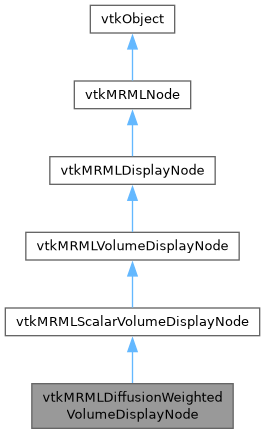 vtkObject
vtkMRMLNode
vtkMRMLDisplayNode
vtkMRMLVolumeDisplayNode
vtkMRMLScalarVolumeDisplayNode
vtkMRMLDiffusionWeighted
VolumeDisplayNode